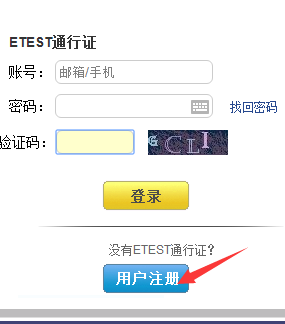 ETEST通行证
账号： 邮箱/手机
密码： 找回密码
验证码： GCLI
登录
没有ETEST通行证？
用户注册